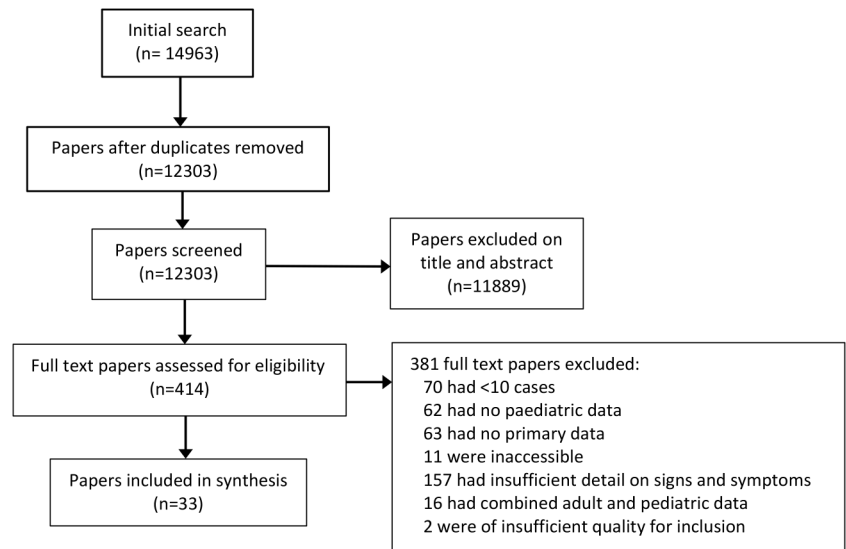 Initial search
(n= 14963)
Papers after duplicates removed
(n=12303)
Papers screened
(n=12303)
Papers excluded on
title and abstract
(n=11889)
Full text papers assessed for eligibility
(n=414)
381 full text papers excluded:
70 had <10 cases
62 had no paediatric data
63 had no primary data
11 were inaccessible
157 had insufficient detail on signs and symptoms
16 had combined adult and pediatric data
2 were of insufficient quality for inclusion
Papers included in synthesis
(n=33)